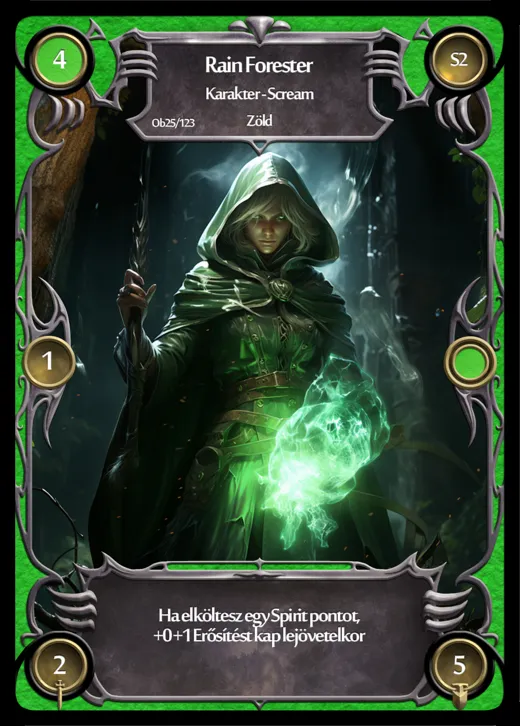 4
S2
Rain Forester
Karakter - Scream
Ob25/123
Zöld
1
Ha elköltesz egy Spirit pontot,
+0+1 Erősítést kap lejövetelkor
2
5